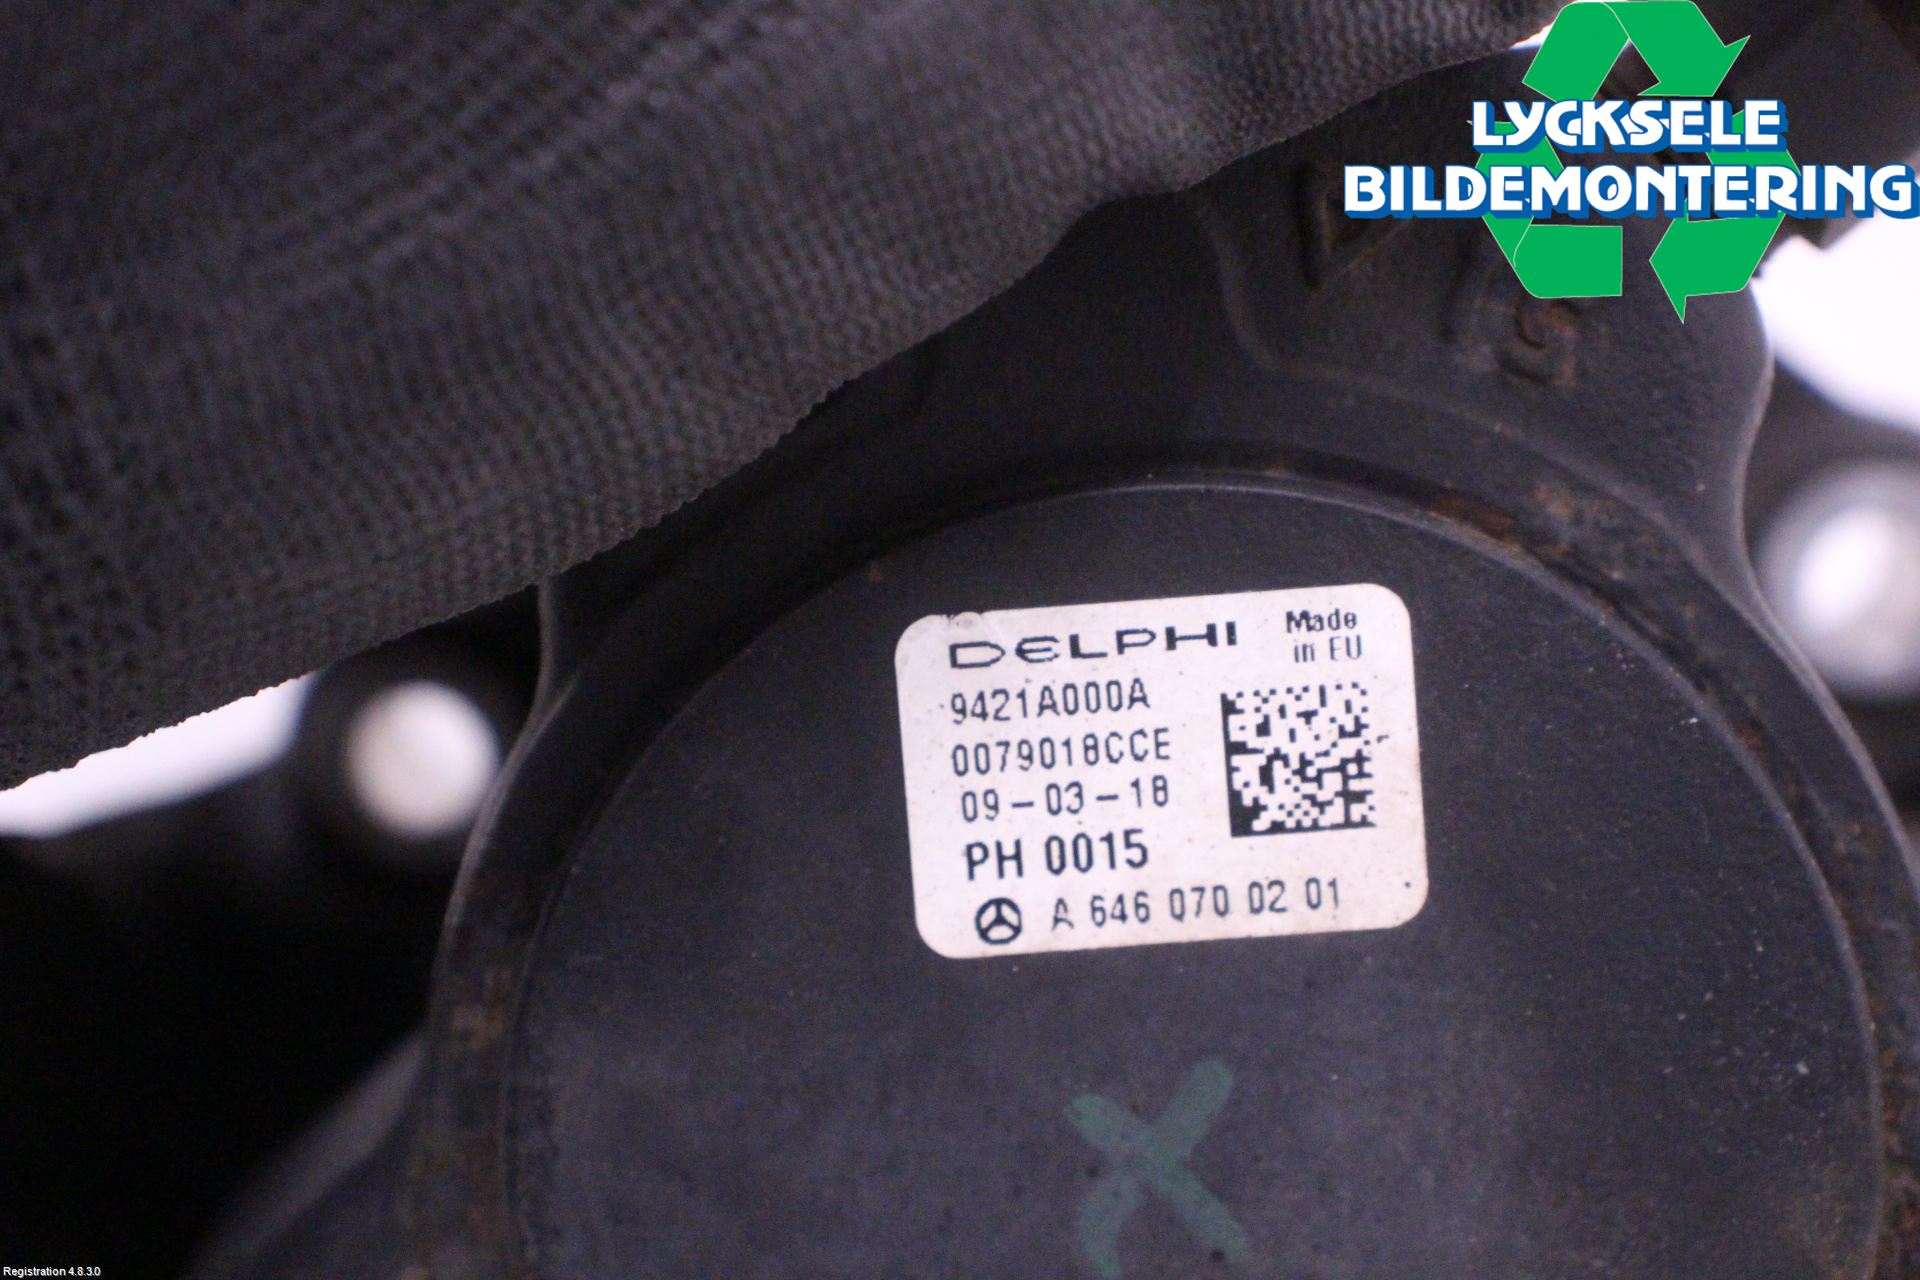 LYCKSELE
BILDEMONTERING
DELPHI
Made
in EU
9421A000A
0079018CCE
09-03-18
PH 0015
A 646 070 02 01
Registration 4.8.3.0